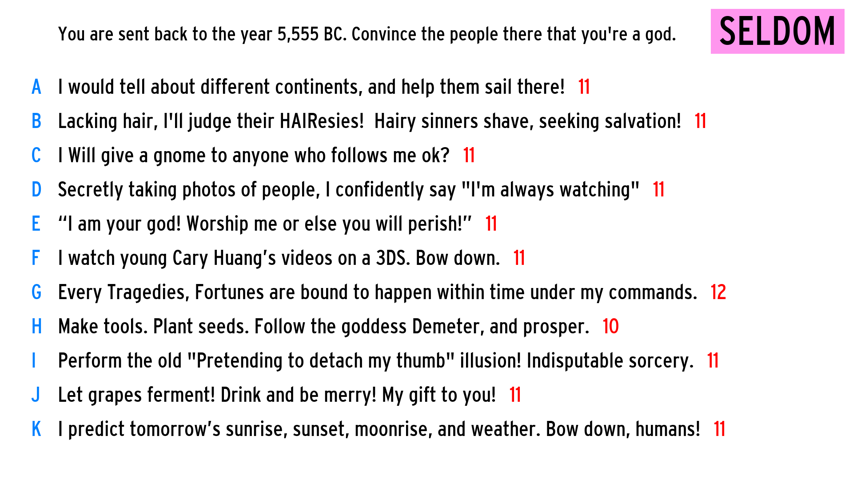 You are sent back to the year 5,555 BC. Convince the people there that you're a god. SELDOM
A I would tell about different continents, and help them sail there! 11
B Lacking hair, I'll judge their HAIResies! Hairy sinners shave, seeking salvation! 11
C I Will give a gnome to anyone who follows me ok? 11
D Secretly taking photos of people, I confidently say "I'm always watching" 11
E “I am your god! Worship me or else you will perish!” 11
F I watch young Cary Huang’s videos on a 3DS. Bow down. 11
G Every Tragedies, Fortunes are bound to happen within time under my commands. 12
H Make tools. Plant seeds. Follow the goddess Demeter, and prosper. 10
I Perform the old "Pretending to detach my thumb" illusion! Indisputable sorcery. 11
J Let grapes ferment! Drink and be merry! My gift to you! 11
K I predict tomorrow’s sunrise, sunset, moonrise, and weather. Bow down, humans! 11